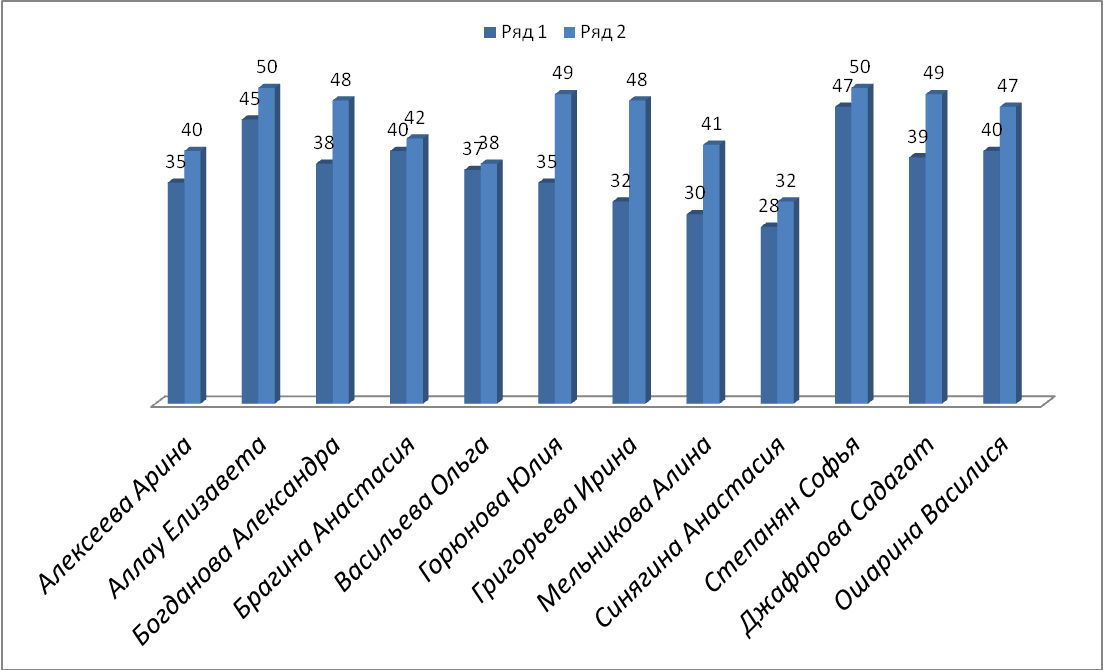 Ряд 1 Ряд 2
35 40 45 50 38 48 40 42 37 38 35 49 32 48 30 41 28 32 47 50 39 49 40 47
Алексеева Арина
Аллау Елизавета
Богданова Александра
Брагина Анастасия
Васильева Ольга
Горюнова Юлия
Григорьева Ирина
Мельникова Алина
Синягина Анастасия
Степанян Софья
Джафарова Садагат
Ошарина Василися